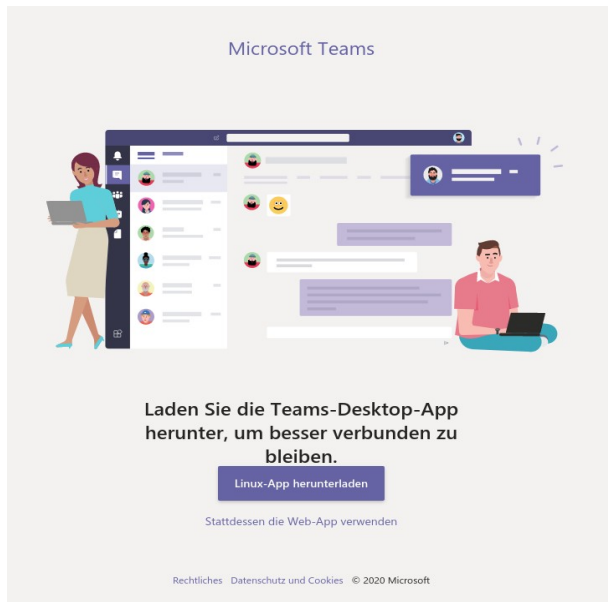 Microsoft Teams
Laden Sie die Teams-Desktop-App
herunter, um besser verbunden zu
bleiben.
Linux-App herunterladen
Stattdessen die Web-App verwenden
Rechtliches Datenschutz und Cookies © 2020 Microsoft